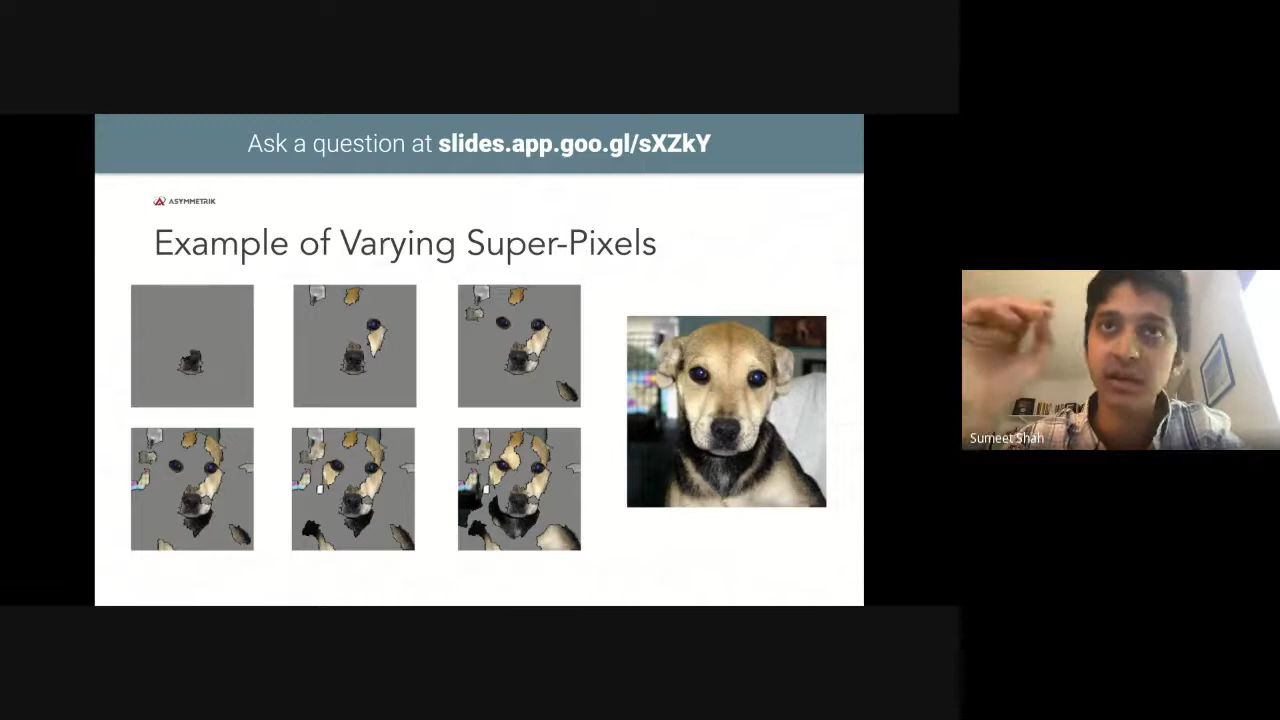 Ask a question at slides.app.goo.gl/sXZkY
ASYMMETRIK
Example of Varying Super-Pixels
Sumeet Shah